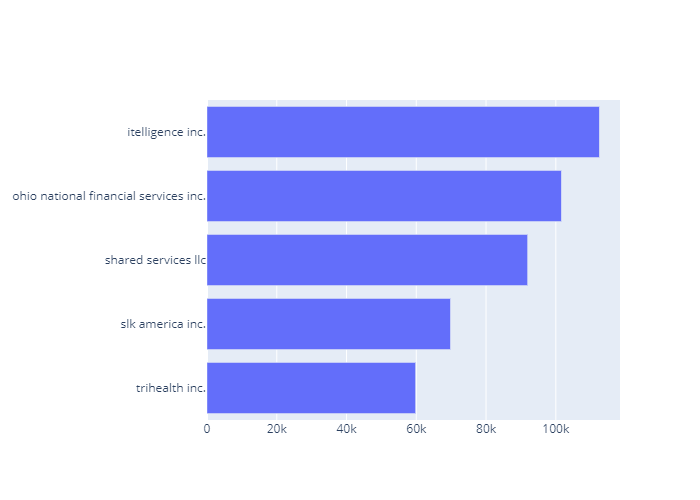 itelligence inc.
ohio national financial services inc.
shared services llc
slk america inc.
trihealth inc.
0 20k 40k 60k 80k 100k